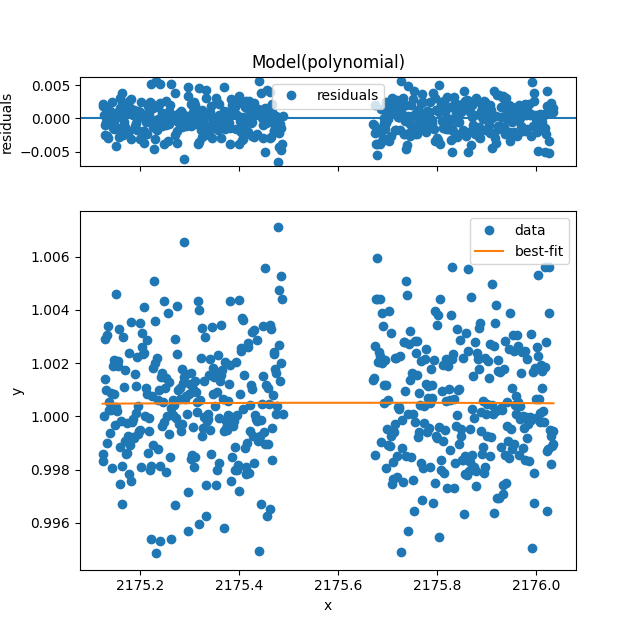 Model(polynomial)
0.005
0.000
−0.005
residuals
residuals
1.006
1.004
1.002
1.000
0.998
0.996
y
data
best-fit
2175.2
2175.4
2175.6
2175.8
2176.0
x